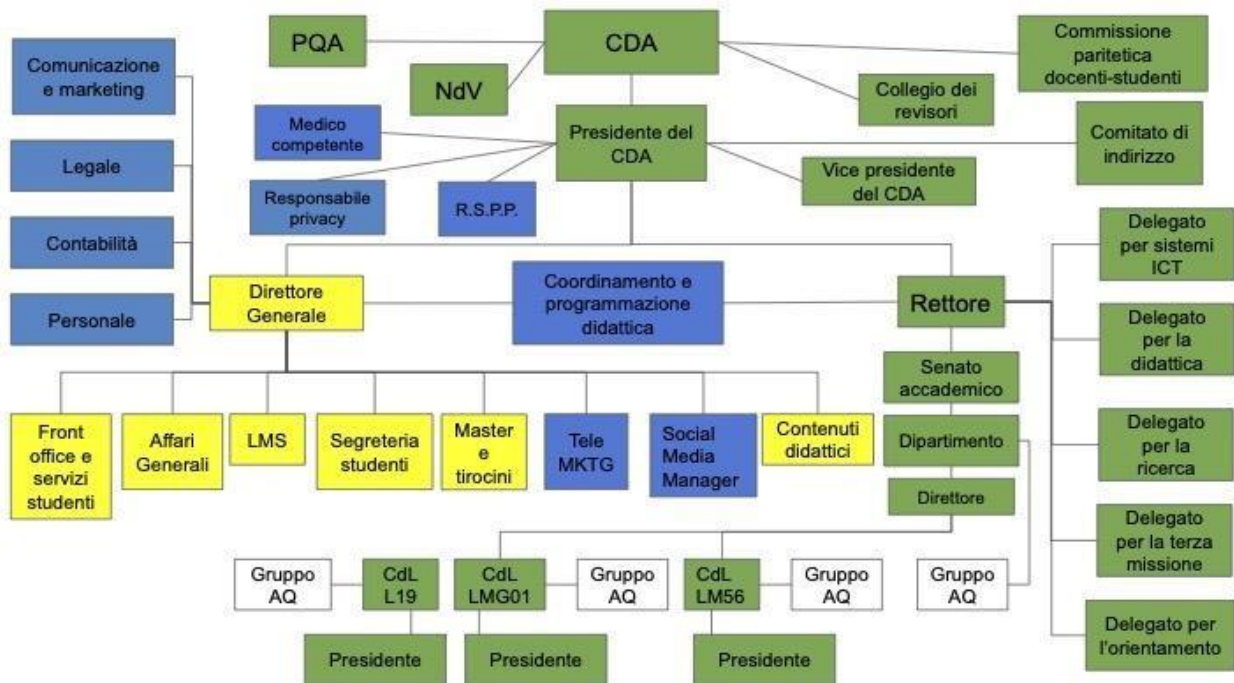 PQA
CDA
Commissione
paritetica
docenti-studenti
Comunicazione
e marketing
NdV
Collegio dei
revisori
Medico
competente
Presidente del
CDA
Comitato di
indirizzo
Legale
Vice presidente
del CDA
Responsabile
privacy
R.S.P.P.
Contabilità
Delegato
per sistemi
ICT
Direttore
Generale
Coordinamento e
programmazione
didattica
Rettore
Personale
Delegato
per la
didattica
Senato
accademico
Front
office e
servizi
studenti
Affari
Generali
LMS
Segreteria
studenti
Master
e
tirocini
Tele
MKTG
Social
Media
Manager
Contenuti
didattici
Dipartimento
Delegato
per la
ricerca
Direttore
Delegato
per la terza
missione
Gruppo
AQ
CdL
L19
CdL
LMG01
Gruppo
AQ
CdL
LM56
Gruppo
AQ
Gruppo
AQ
Delegato per
l'orientamento
Presidente
Presidente
Presidente